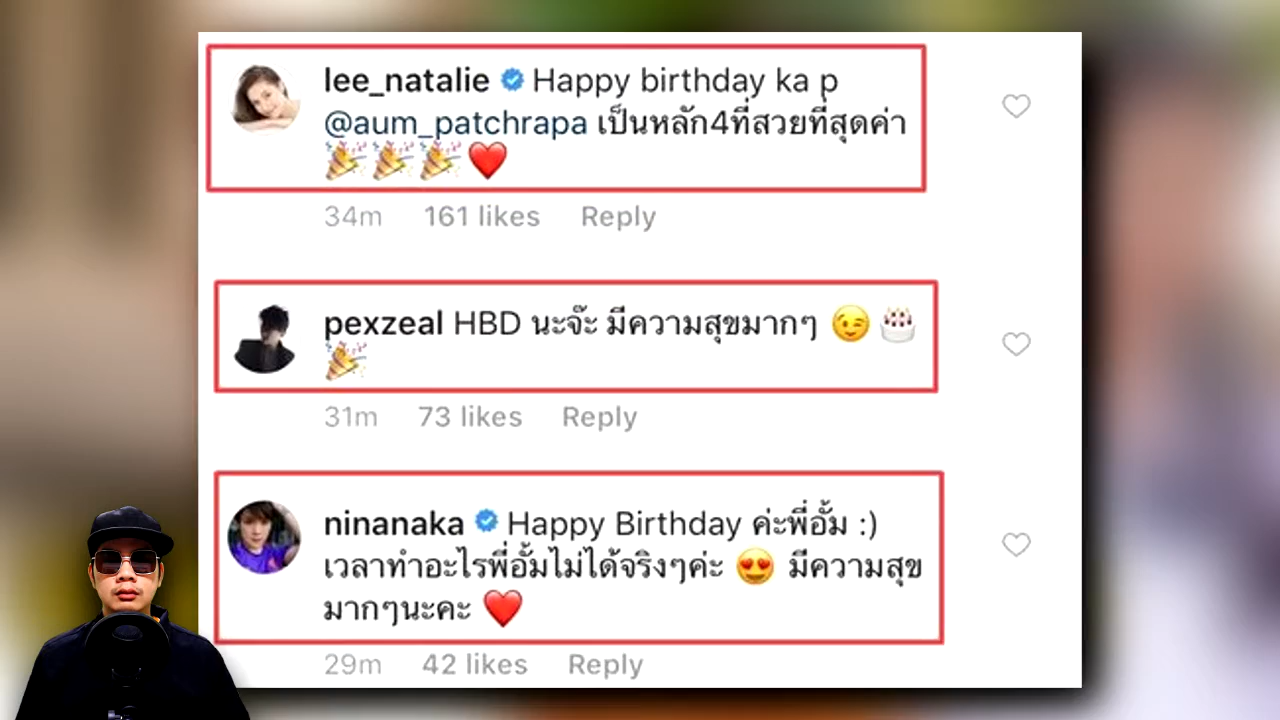 lee_natalie Happy birthday ka p
@aum_patchrapa เป็นหลัก4ที่สวยที่สุดค่า
🎉🎉🎉❤️
34m 161 likes Reply
pexzeal HBD นะจ๊ะ มีความสุขมากๆ 😉🎂
🎉
31m 73 likes Reply
ninanaka Happy Birthday ค่ะพี่อั้ม :)
เวลาทำอะไรพี่อั้มไม่ได้จริงๆค่ะ 😍 มีความสุข
มากๆนะคะ ❤️
29m 42 likes Reply